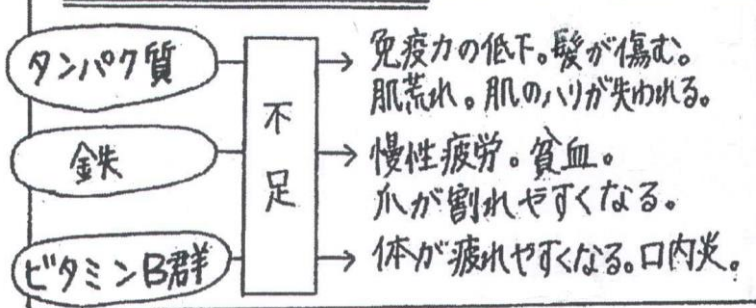 タンパク質
不足
免疫力の低下。髪が傷む。
肌荒れ。肌のハリが失われる。
鉄
慢性疲労。貧血。
爪が割れやすくなる。
ビタミンB群
体が疲れやすくなる。口内炎。